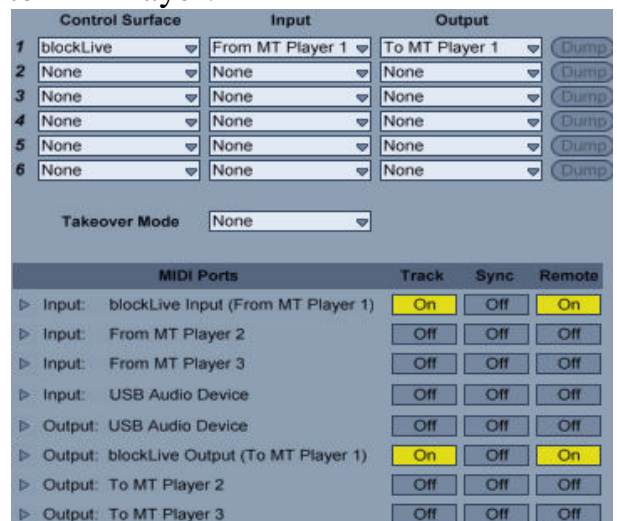 Control Surface Input Output
1 blockLive From MT Player 1 To MT Player 1 Dump
2 None None None Dump
3 None None None Dump
4 None None None Dump
5 None None None Dump
6 None None None Dump
Takeover Mode None
MIDI Ports Track Sync Remote
Input: blockLive Input (From MT Player 1) On Off On
Input: From MT Player 2 Off Off Off
Input: From MT Player 3 Off Off Off
Input: USB Audio Device Off Off Off
Output: USB Audio Device Off Off Off
Output: blockLive Output (To MT Player 1) On Off On
Output: To MT Player 2 Off Off Off
Output: To MT Player 3 Off Off Off